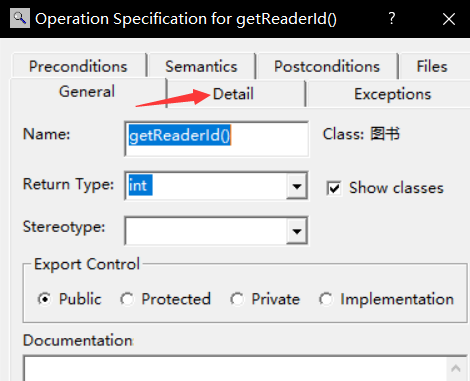 Operation Specification for getReaderId()
Preconditions Semantics Postconditions Files
General Detail Exceptions
Name: getReaderId() Class: 图书
Return Type: int Show classes
Stereotype:
Export Control
Public Protected Private Implementation
Documentation